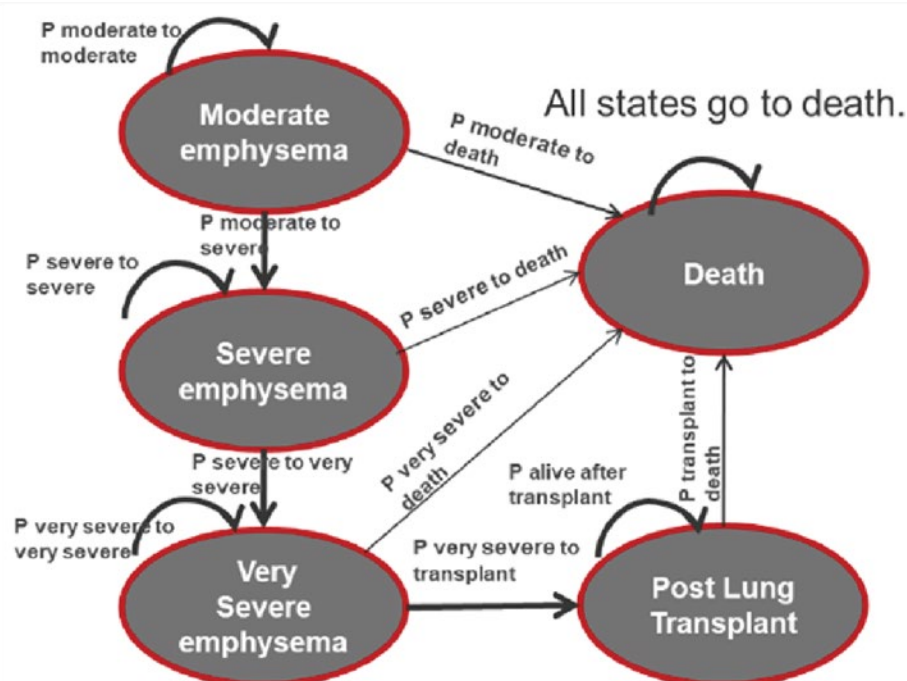 P moderate to
moderate
Moderate
emphysema
All states go to death.
P moderate to
death
P moderate to
severe
P severe to
severe
Death
P severe to death
Severe
emphysema
P severe to very
severe
P very severe to
death
P transplant to
death
P alive after
transplant
P very severe to
very severe
P very severe to
transplant
Very
Severe
emphysema
Post Lung
Transplant